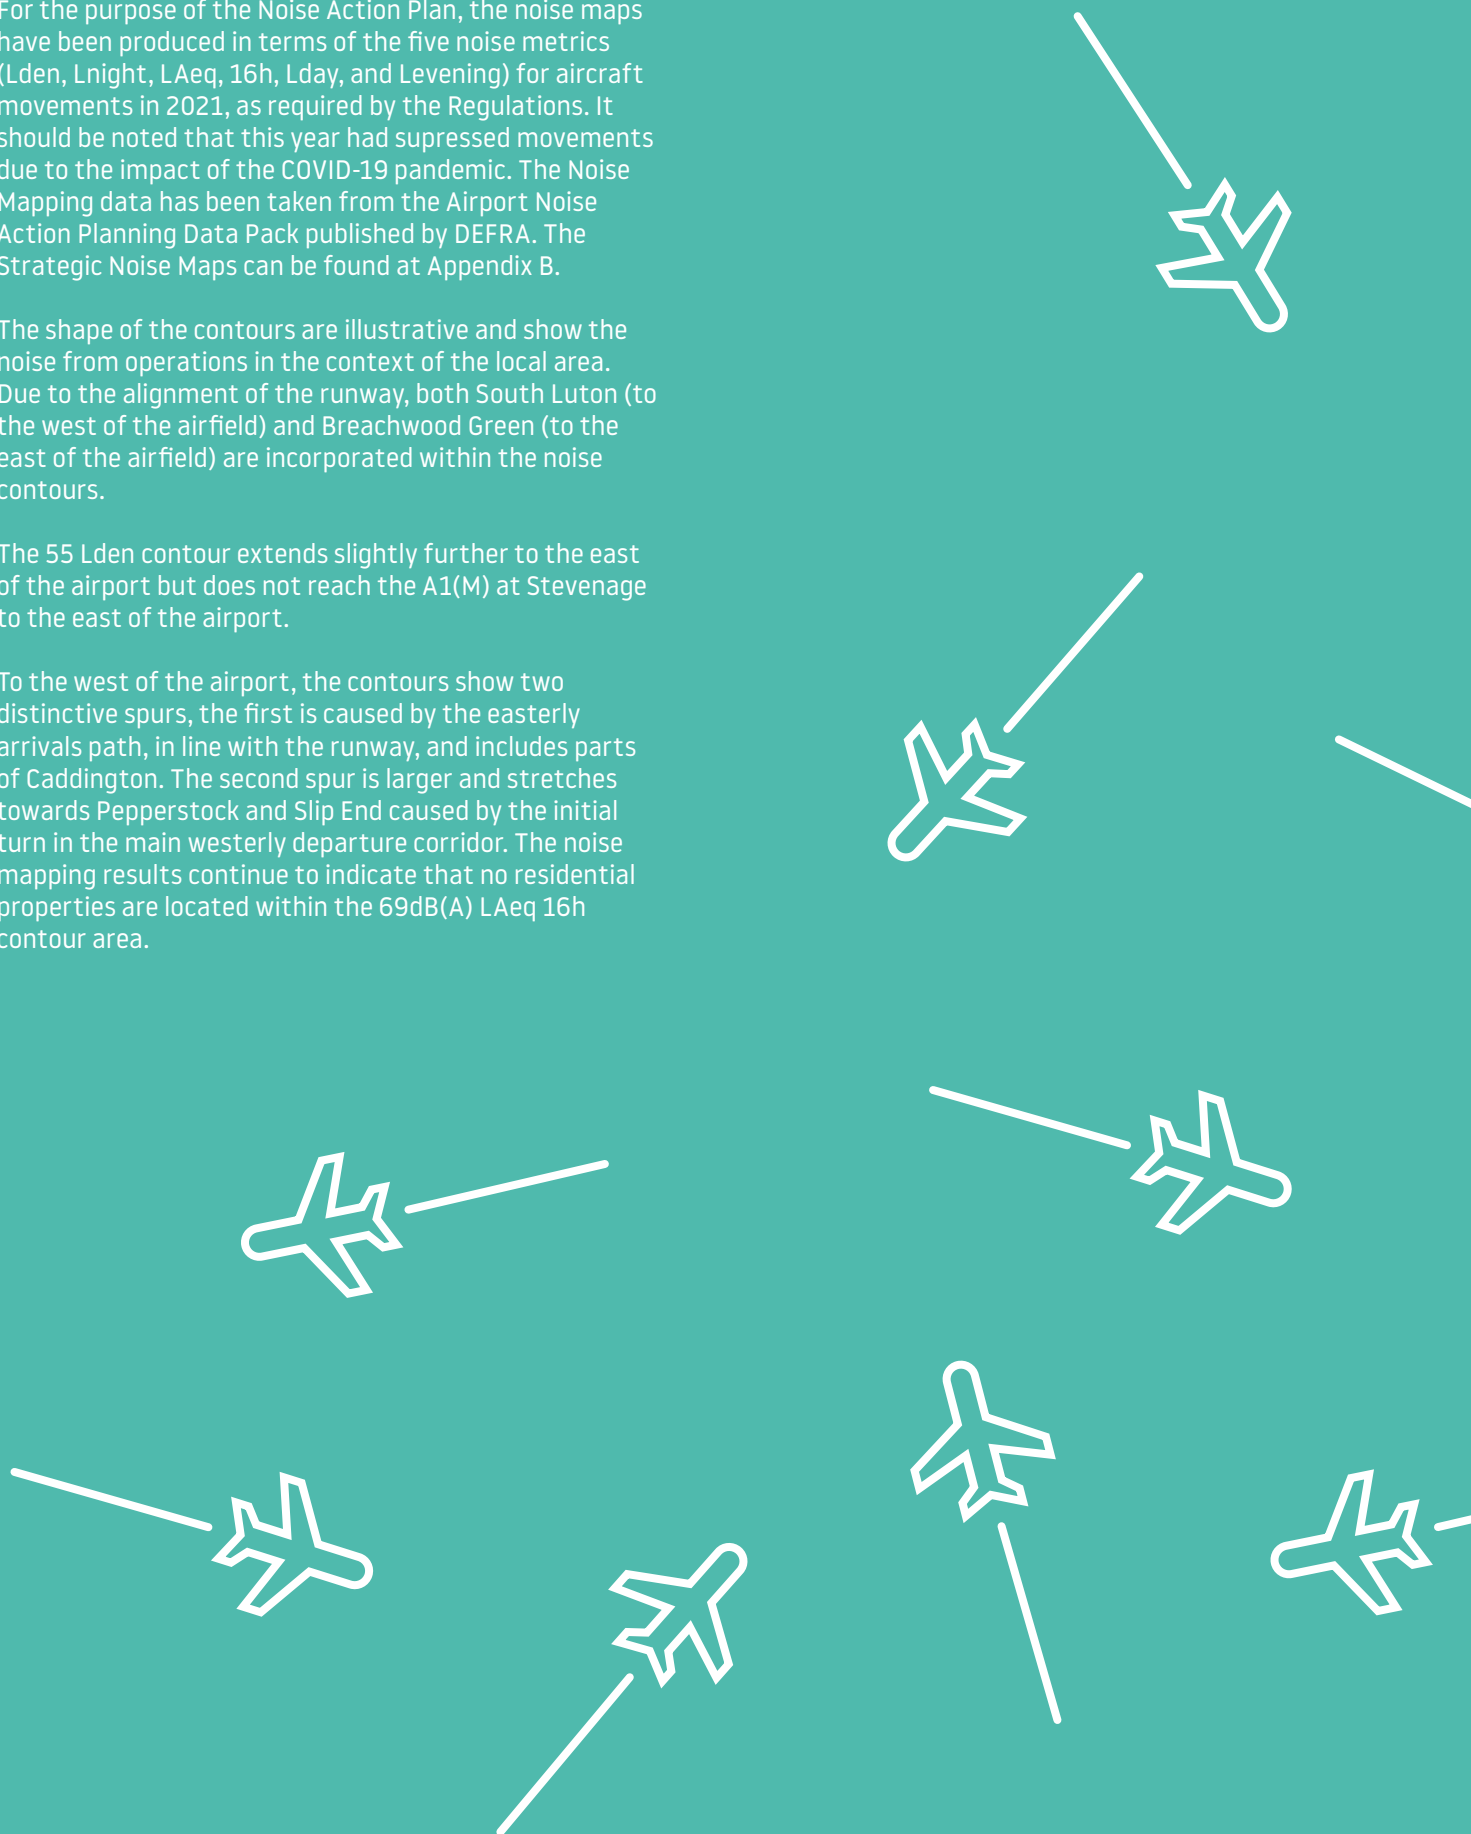 For the purpose of the Noise Action Plan, the noise maps
have been produced in terms of the five noise metrics
(Lden, Lnight, LAeq, 16h, Lday, and Levening) for aircraft
movements in 2021, as required by the Regulations. It
should be noted that this year had supressed movements
due to the impact of the COVID-19 pandemic. The Noise
Mapping data has been taken from the Airport Noise
Action Planning Data Pack published by DEFRA. The
Strategic Noise Maps can be found at Appendix B.
The shape of the contours are illustrative and show the
noise from operations in the context of the local area.
Due to the alignment of the runway, both South Luton (to
the west of the airfield) and Breachwood Green (to the
east of the airfield) are incorporated within the noise
contours.
The 55 Lden contour extends slightly further to the east
of the airport but does not reach the A1(M) at Stevenage
to the east of the airport.
To the west of the airport, the contours show two
distinctive spurs, the first is caused by the easterly
arrivals path, in line with the runway, and includes parts
of Caddington. The second spur is larger and stretches
towards Pepperstock and Slip End caused by the initial
turn in the main westerly departure corridor. The noise
mapping results continue to indicate that no residential
properties are located within the 69dB(A) LAeq 16h
contour area.